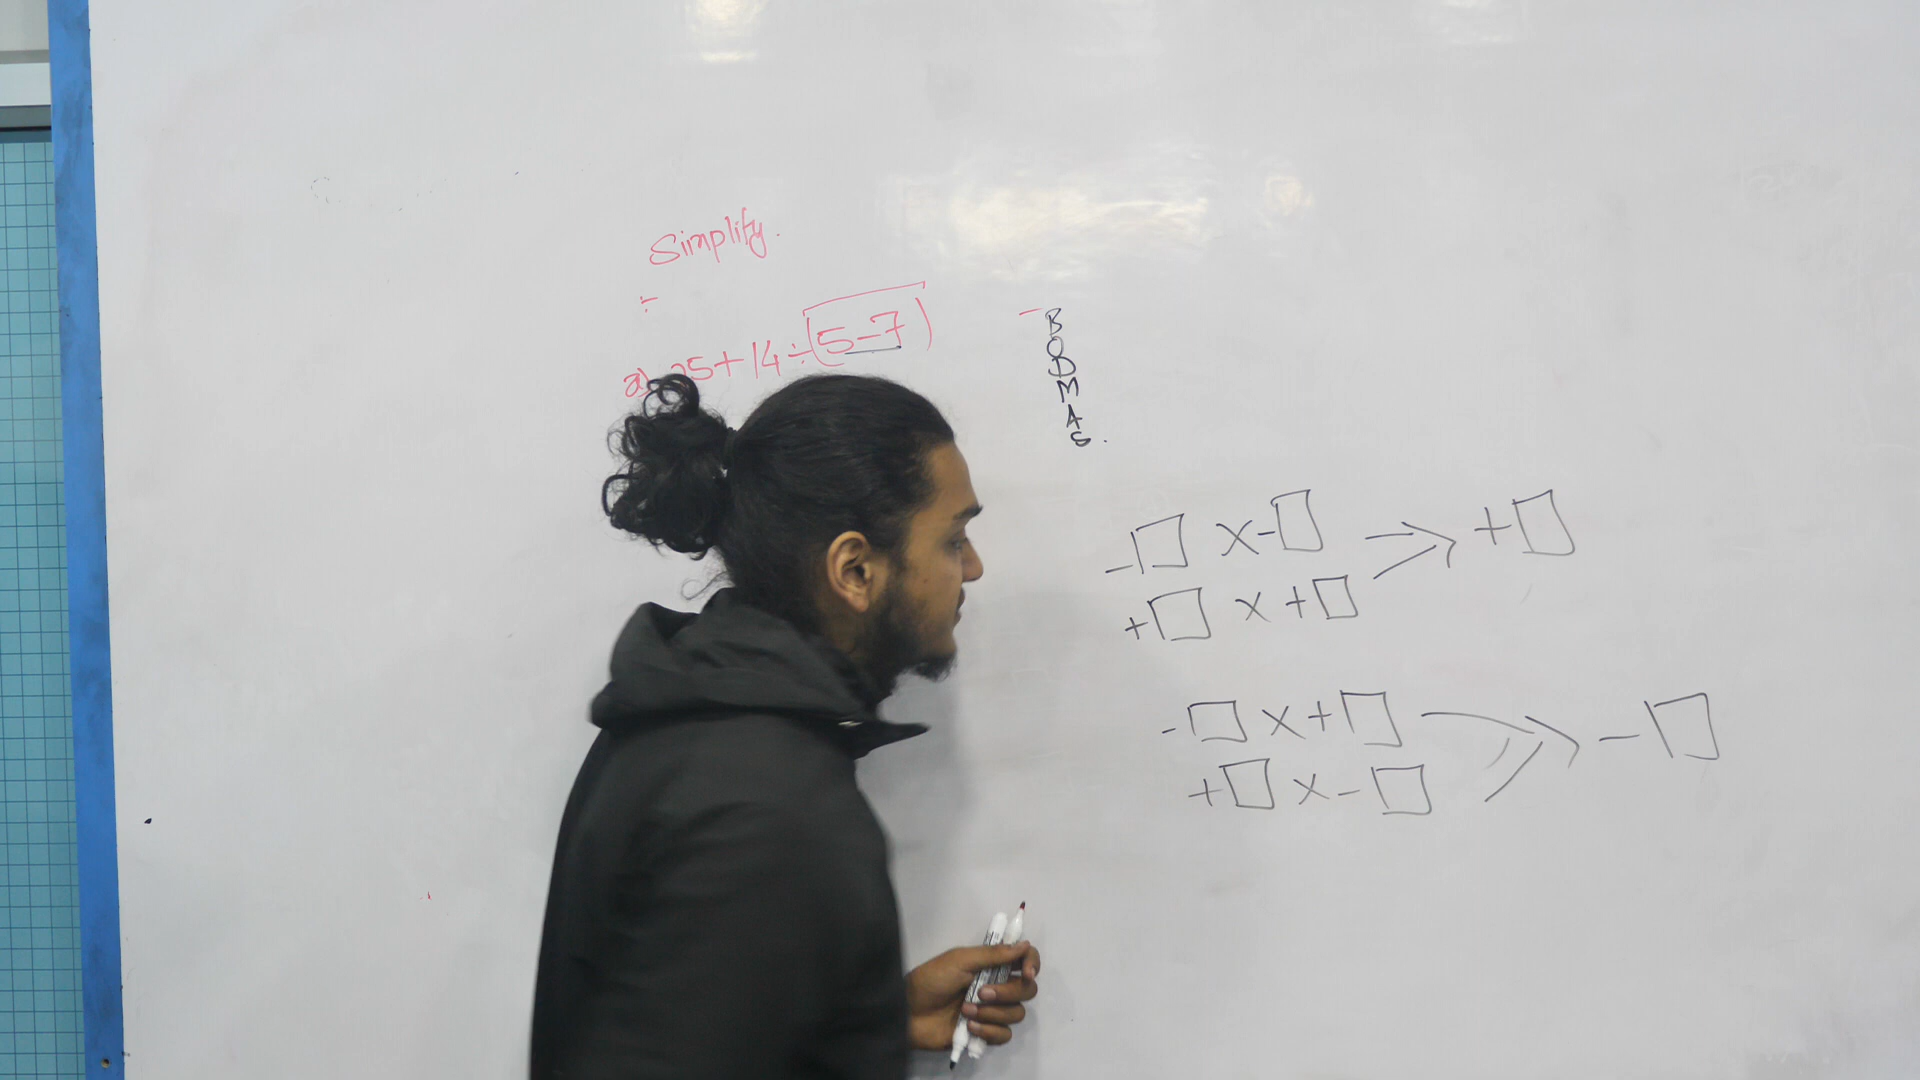 Simplify.
÷
a) 25+14÷(5-7)
-
B
O
D
M
A
S.
-□ x -□ → +□
+□ x +□
-□ x +□ → -□
+□ x -□